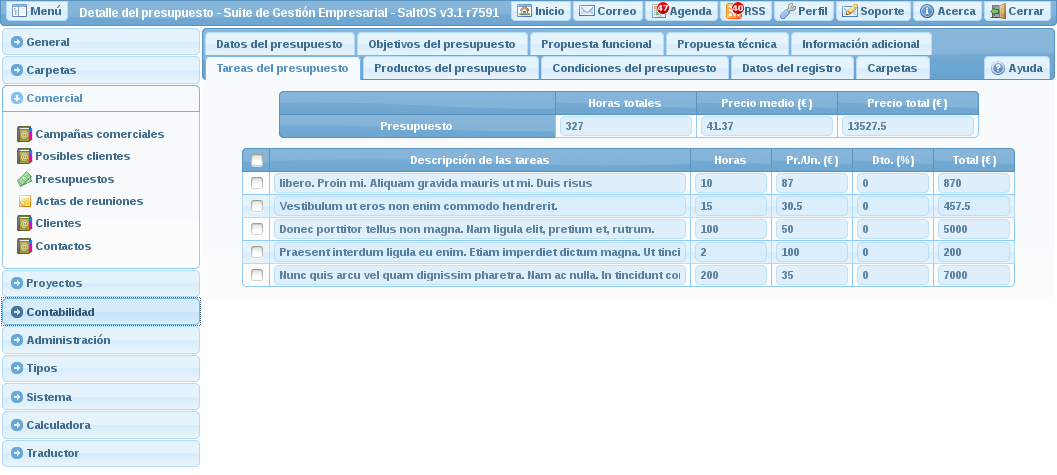 Menú Detalle del presupuesto - Suite de Gestión Empresarial - SaltOS v3.1 r7591 Inicio Correo 47 Agenda 40 RSS Perfil Soporte Acerca Cerrar
General
Carpetas
Comercial
Campañas comerciales
Posibles clientes
Presupuestos
Actas de reuniones
Clientes
Contactos
Proyectos
Contabilidad
Administración
Tipos
Sistema
Calculadora
Traductor
Datos del presupuesto Objetivos del presupuesto Propuesta funcional Propuesta técnica Información adicional
Tareas del presupuesto Productos del presupuesto Condiciones del presupuesto Datos del registro Carpetas Ayuda
Horas totales Precio medio (€) Precio total (€)
Presupuesto 327 41.37 13527.5
Descripción de las tareas Horas Pr./Un. (€) Dto. (%) Total (€)
libero. Proin mi. Aliquam gravida mauris ut mi. Duis risus 10 87 0 870
Vestibulum ut eros non enim commodo hendrerit. 15 30.5 0 457.5
Donec porttitor tellus non magna. Nam ligula elit, pretium et, rutrum. 100 50 0 5000
Praesent interdum ligula eu enim. Etiam imperdiet dictum magna. Ut tinci 2 100 0 200
Nunc quis arcu vel quam dignissim pharetra. Nam ac nulla. In tincidunt co 200 35 0 7000